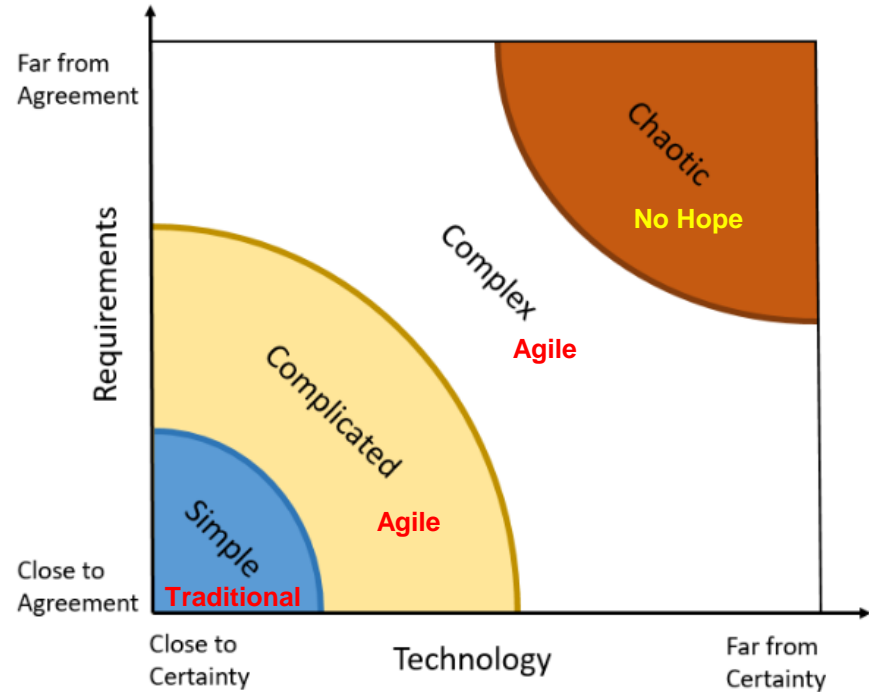 Far from
Agreement
Chaotic
No Hope
Requirements
Complex
Agile
Complicated
Agile
Simple
Traditional
Close to
Agreement
Close to
Certainty
Technology
Far from
Certainty